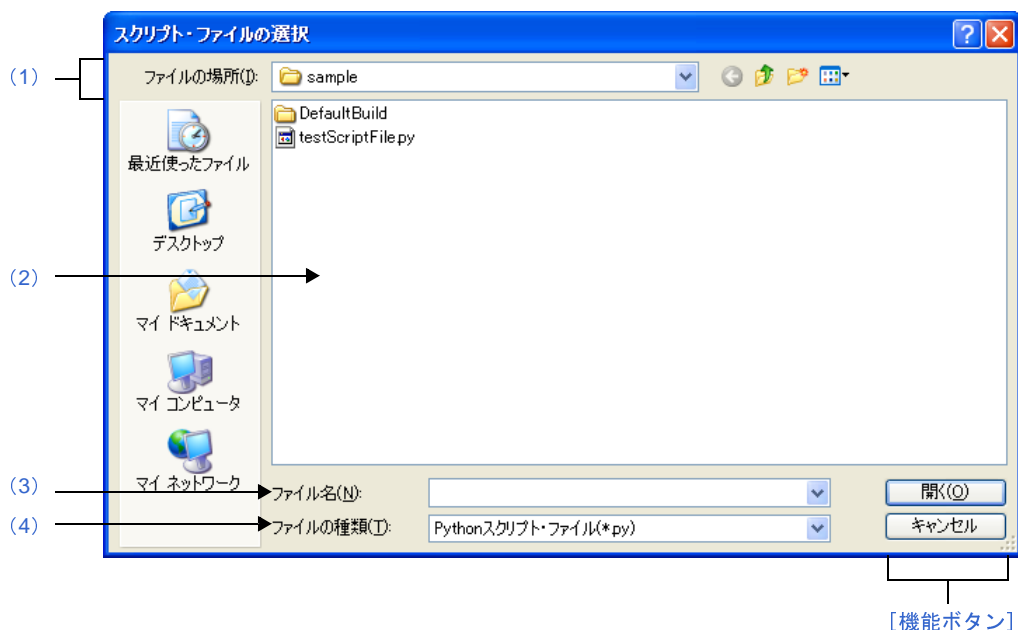 スクリプト・ファイルの選択
(1)
ファイルの場所(I):
sample
DefaultBuild
testScriptFile.py
最近使ったファイル
デスクトップ
(2)
マイ ドキュメント
マイ コンピュータ
マイ ネットワーク
(3)
ファイル名(N):
開く(O)
(4)
ファイルの種類(T):
Pythonスクリプト・ファイル(*.py)
キャンセル
[機能ボタン]